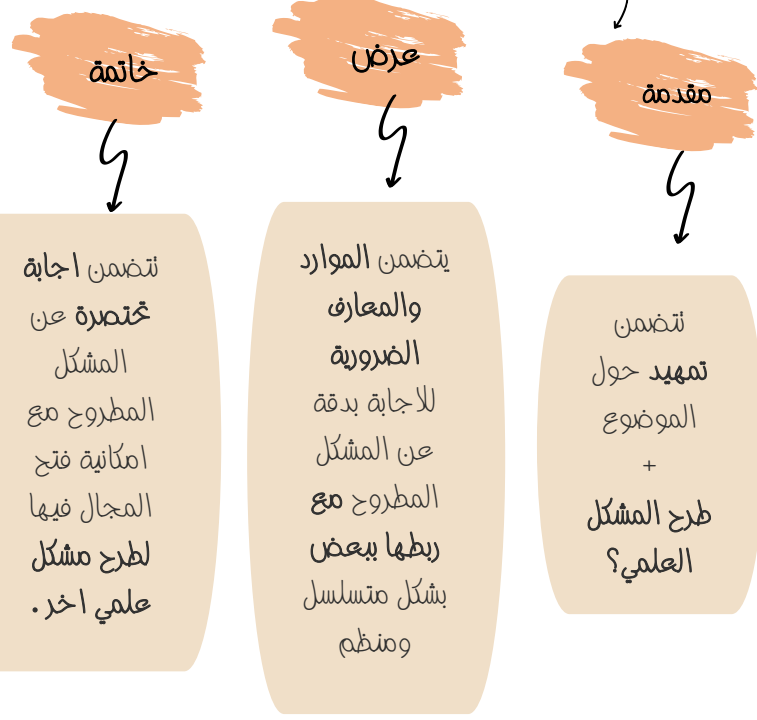 مقدمة
تتضمن
تمهيد حول
الموضوع
+
طرح المشكل
العلمي؟
عرض
يتضمن الموارد
والمعارف
الضرورية
للاجابة بدقة
عن المشكل
المطروح مع
ربطها ببعض
بشكل متسلسل
ومنظم
خاتمة
تتضمن اجابة
مختصرة عن
المشكل
المطروح مع
امكانية فتح
المجال فيها
لطرح مشكل
علمي اخر .